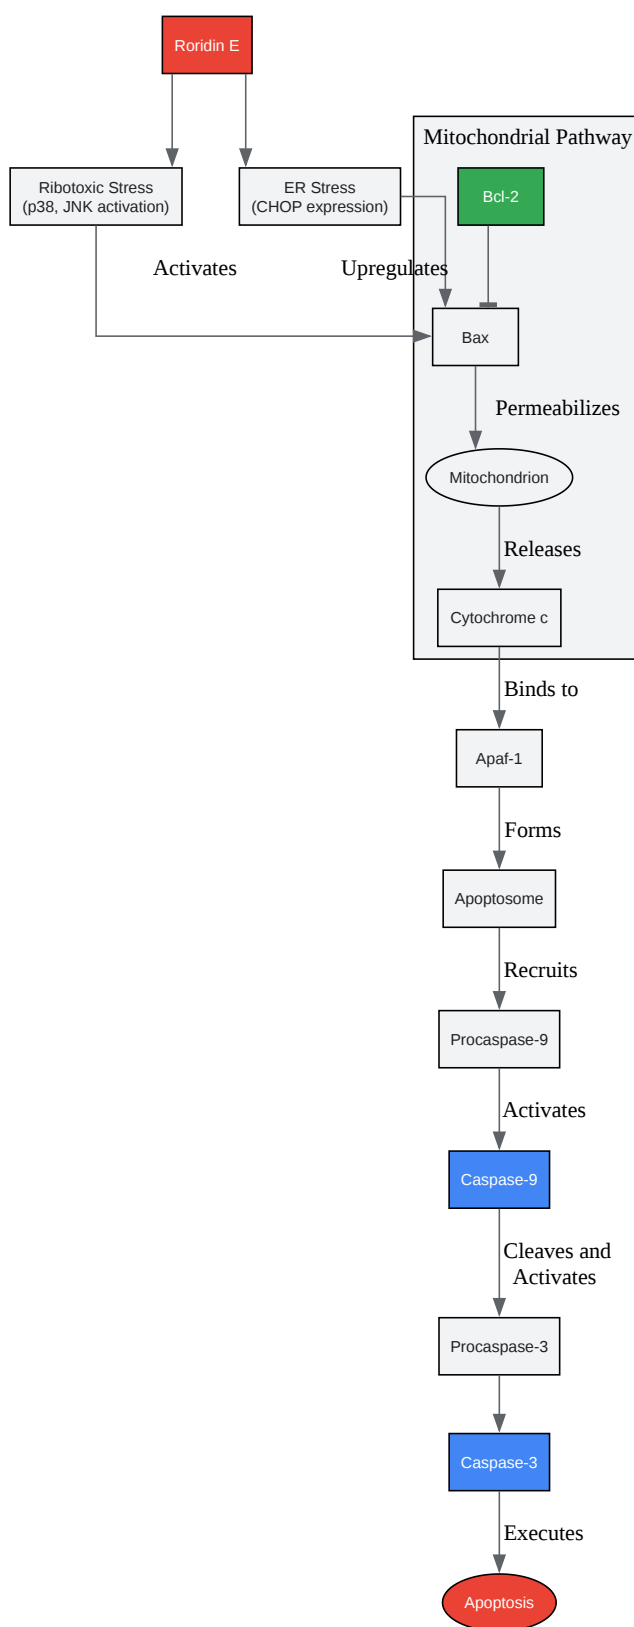 Roridin E
Mitochondrial Pathway
Ribotoxic Stress
(p38, JNK activation)
ER Stress
(CHOP expression)
Bcl-2
Activates
Upregulates
Bax
Permeabilizes
Mitochondrion
Releases
Cytochrome c
Binds to
Apaf-1
Forms
Apoptosome
Recruits
Procaspase-9
Activates
Caspase-9
Cleaves and
Activates
Procaspase-3
Caspase-3
Executes
Apoptosis